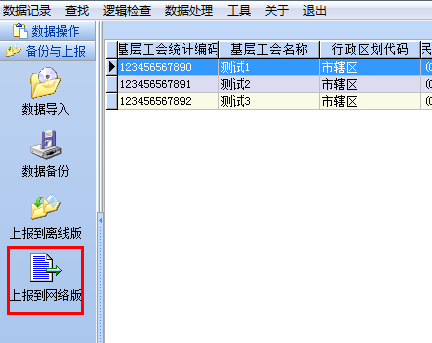 数据记录 查找 逻辑检查 数据处理 工具 关于 退出
数据操作
备份与上报
数据导入
数据备份
上报到离线版
上报到网络版
基层工会统计编码 基层工会名称 行政区划代码 民
123456567890 测试1 市辖区 (0
123456567891 测试2 市辖区 (0
123456567892 测试3 市辖区 (0